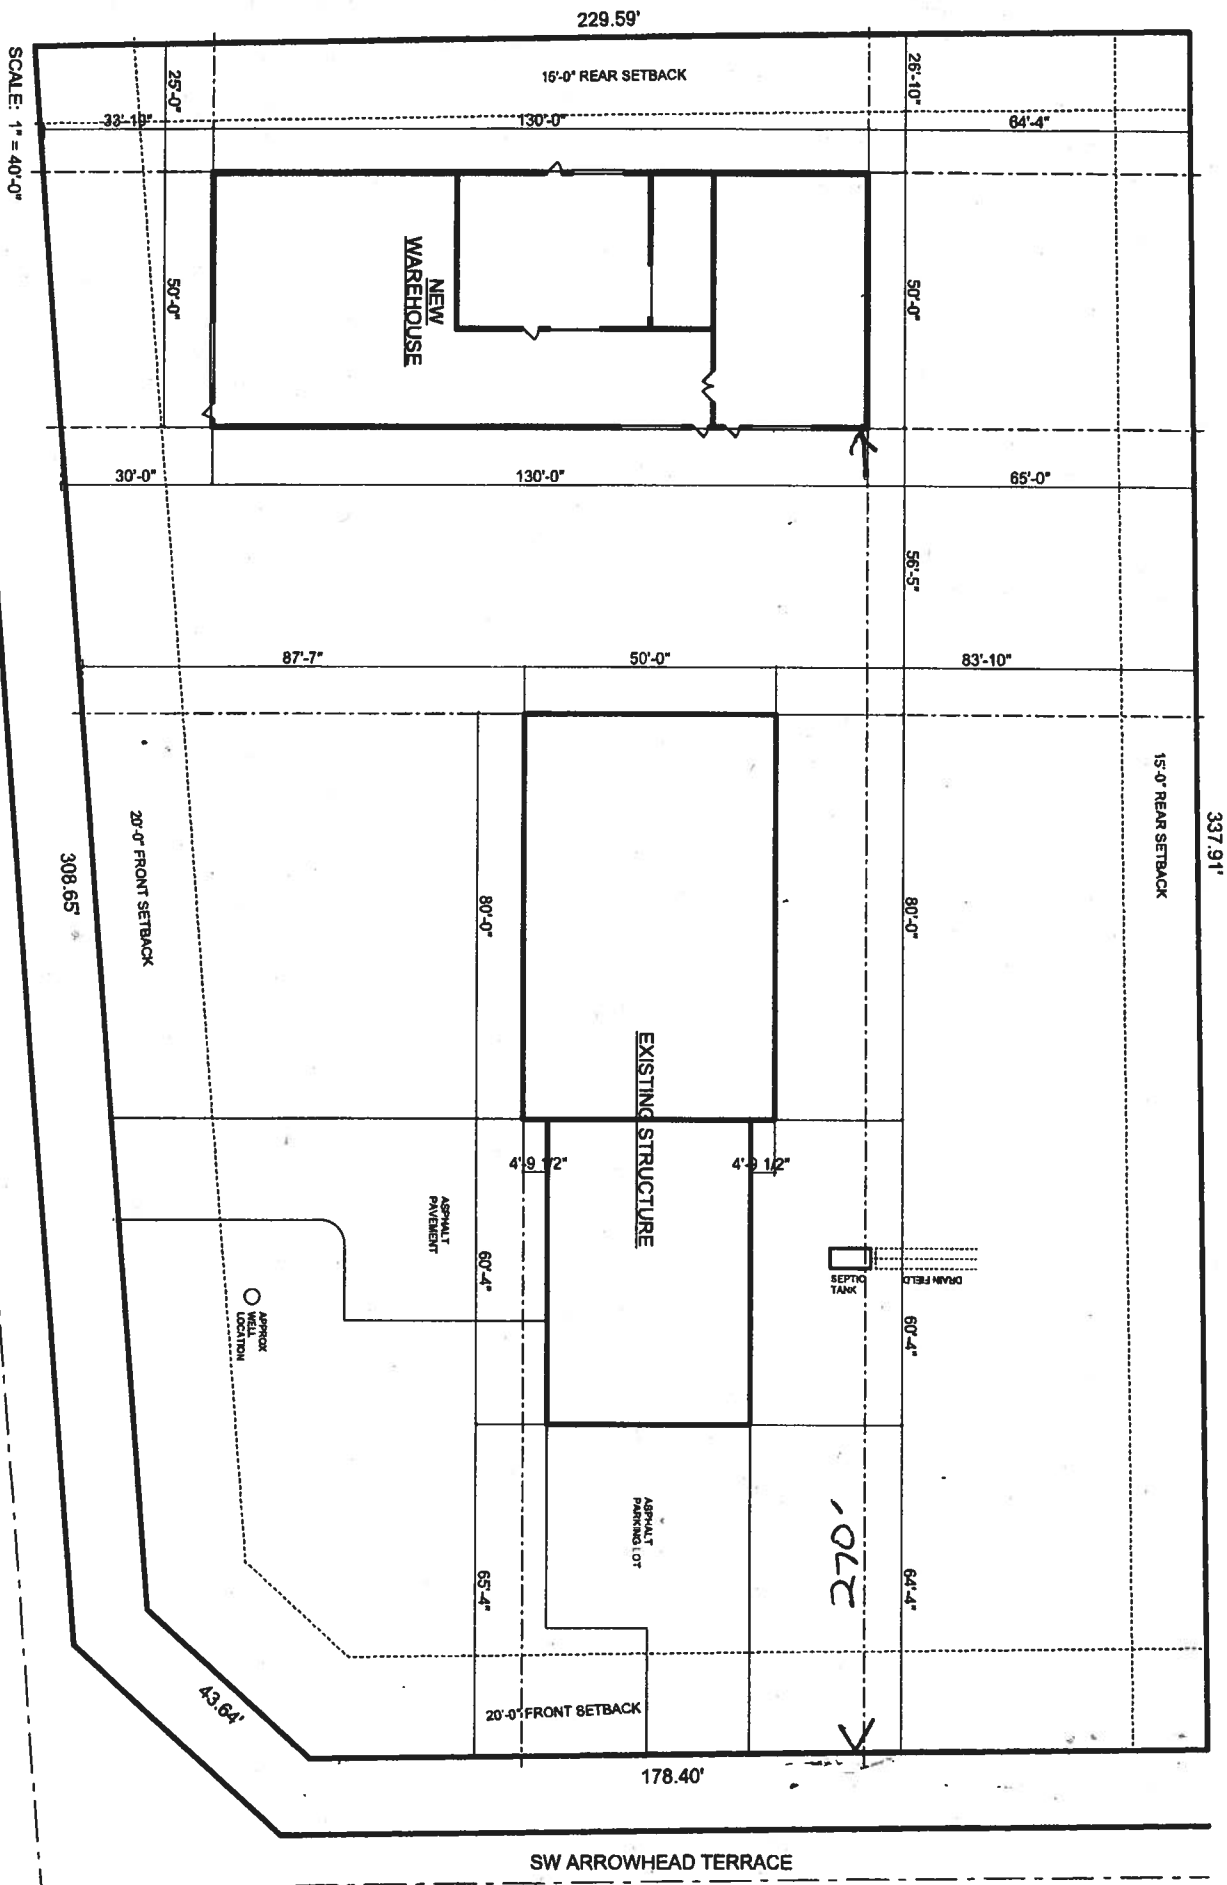 229.59'
SCALE: 1" = 40'-0"
25'-0"
15'-0" REAR SETBACK
26'-10"
33'-10"
130'-0"
64'-4"
50'-0"
NEW
WAREHOUSE
50'-0"
30'-0"
130'-0"
65'-0"
56'-5"
87'-7"
50'-0"
83'-10"
15'-0" REAR SETBACK
337.91'
20'-0" FRONT SETBACK
308.65'
80'-0"
80'-0"
EXISTING STRUCTURE
4'-9 1/2"
4'-9 1/2"
ASPHALT
PAVEMENT
60'-4"
SEPTIC
TANK
DRAIN FIELD
APPROX
WELL
LOCATION
60'-4"
ASPHALT
PARKING LOT
270'
65'-4"
64'-4"
43.64'
20'-0" FRONT SETBACK
178.40'
SW ARROWHEAD TERRACE